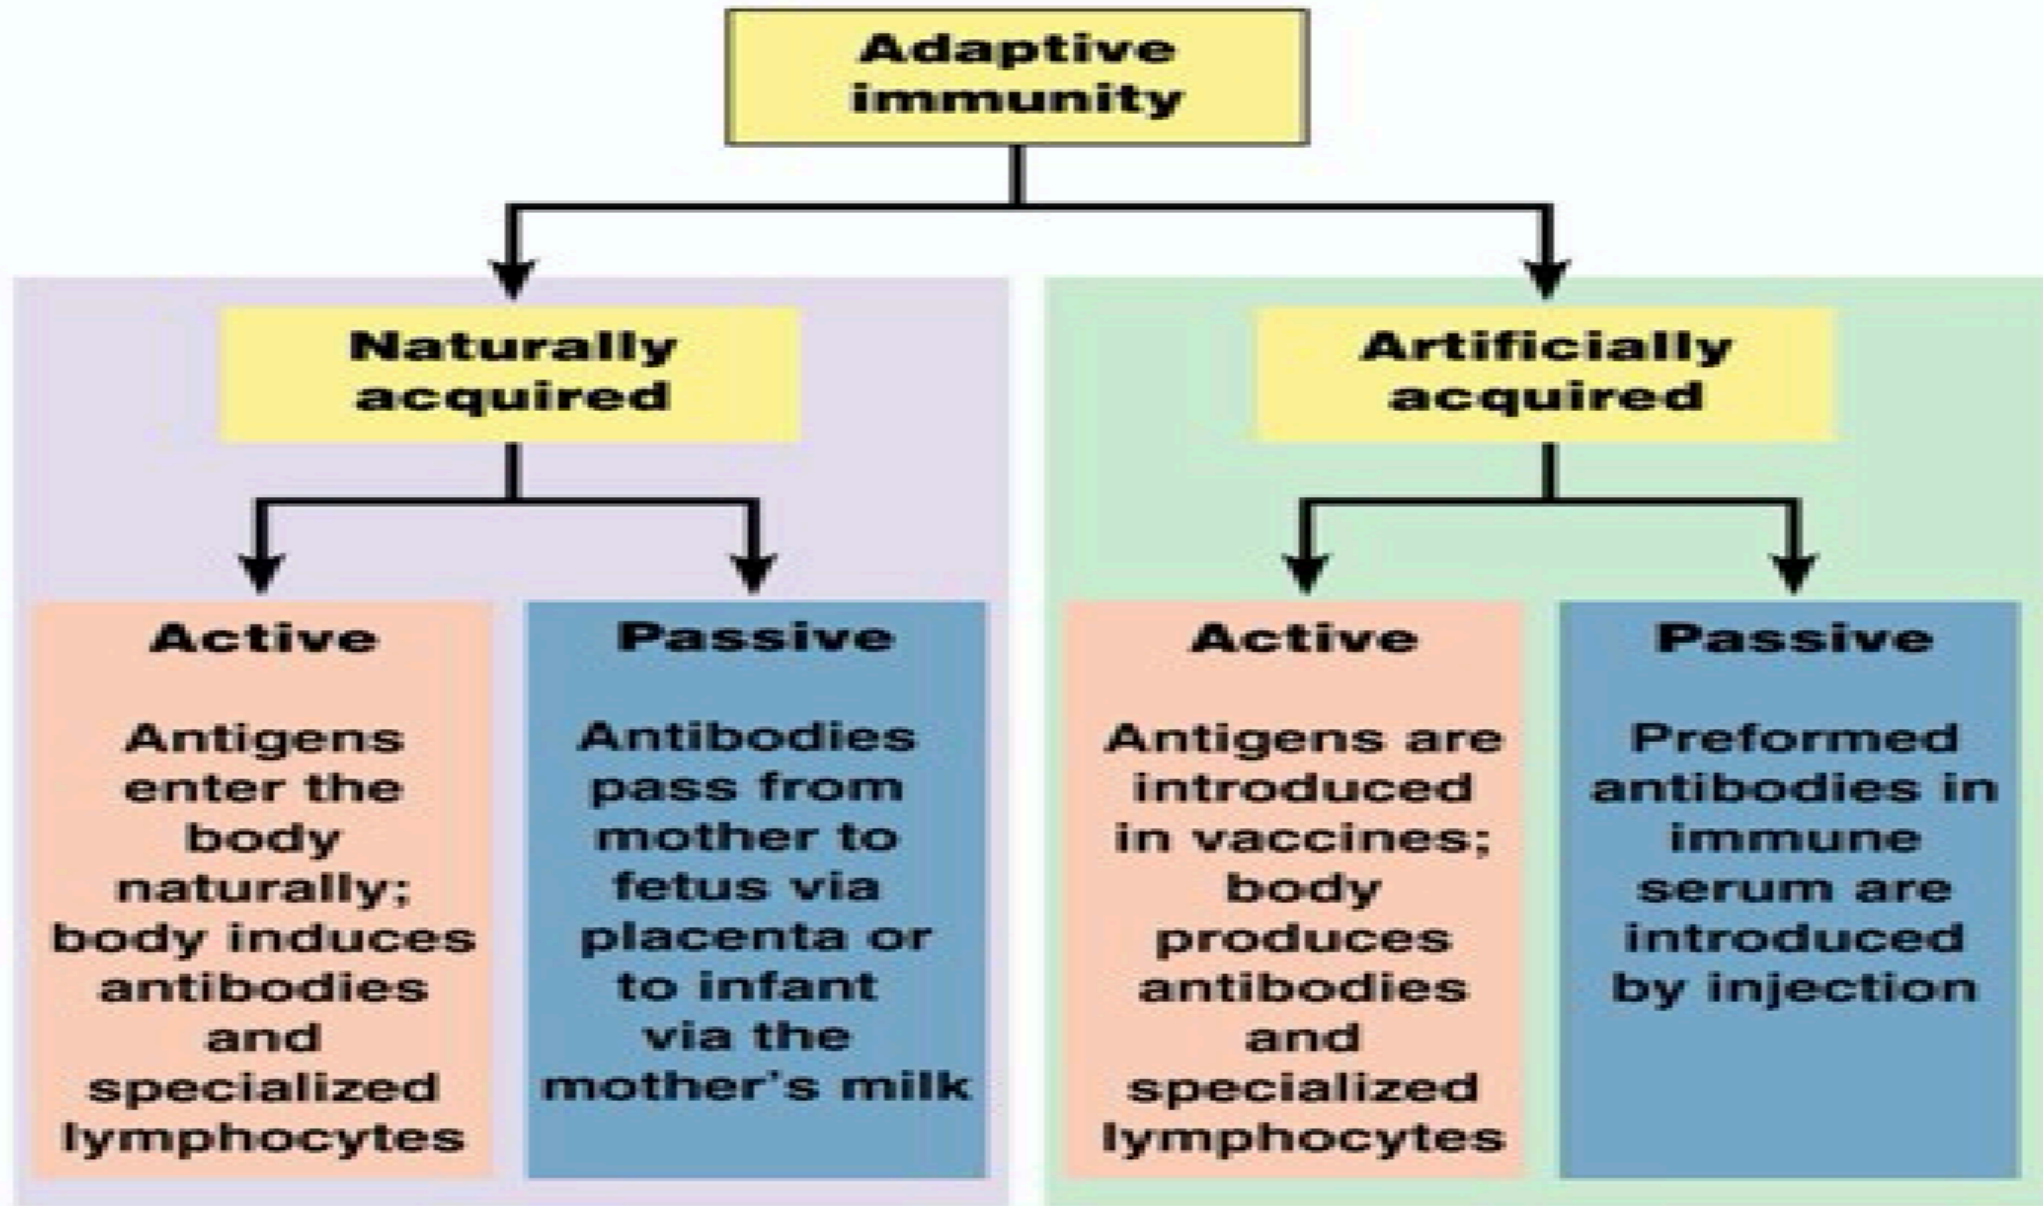 Adaptive
immunity
Naturally
acquired
Artificially
acquired
Active
Antigens
enter the
body
naturally;
body induces
antibodies
and
specialized
lymphocytes
Passive
Antibodies
pass from
mother to
fetus via
placenta or
to infant
via the
mother's milk
Active
Antigens are
introduced
in vaccines;
body
produces
antibodies
and
specialized
lymphocytes
Passive
Preformed
antibodies in
immune
serum are
introduced
by injection